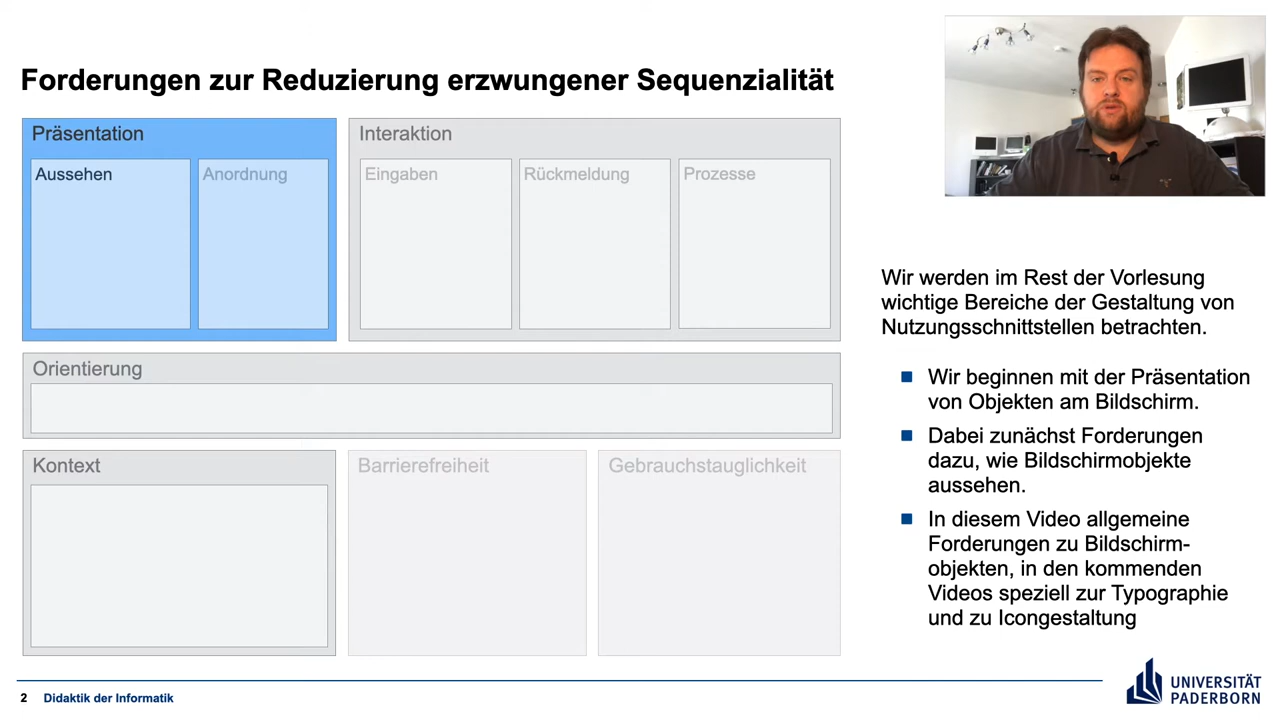 Forderungen zur Reduzierung erzwungener Sequenzialität
Präsentation
Aussehen
Anordnung
Interaktion
Eingaben
Rückmeldung
Prozesse
Orientierung
Kontext
Barrierefreiheit
Gebrauchstauglichkeit
Wir werden im Rest der Vorlesung
wichtige Bereiche der Gestaltung von
Nutzungsschnittstellen betrachten.
Wir beginnen mit der Präsentation
von Objekten am Bildschirm.
Dabei zunächst Forderungen
dazu, wie Bildschirmobjekte
aussehen.
In diesem Video allgemeine
Forderungen zu Bildschirm-
objekten, in den kommenden
Videos speziell zur Typographie
und zu Icongestaltung
2 Didaktik der Informatik
UNIVERSITÄT
PADERBORN